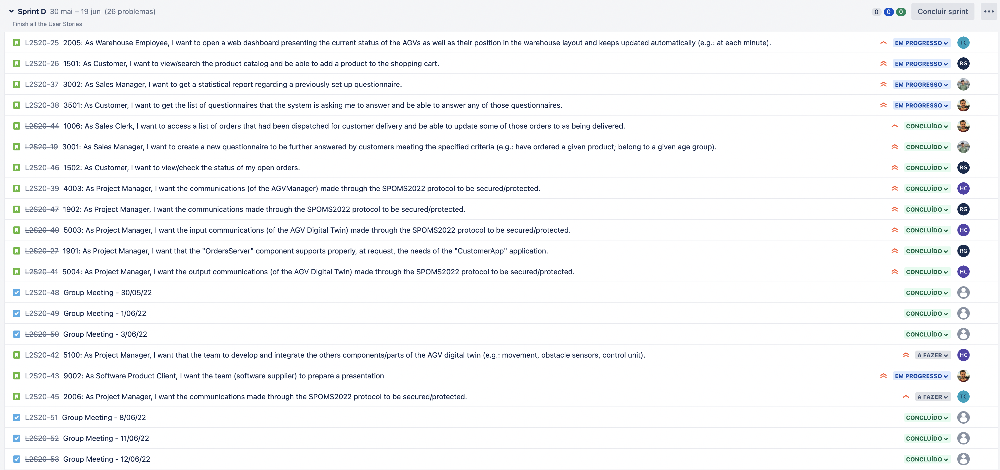 Sprint D 30 mai – 19 jun (26 problemas) 0 0 0 Concluir sprint
Finish all the User Stories
L2S20-25 2005: As Warehouse Employee, I want to open a web dashboard presenting the current status of the AGVs as well as their position in the warehouse layout and keeps updated automatically (e.g.: at each minute). EM PROGRESSO TC
L2S20-26 1501: As Customer, I want to view/search the product catalog and be able to add a product to the shopping cart. EM PROGRESSO RG
L2S20-37 3002: As Sales Manager, I want to get a statistical report regarding a previously set up questionnaire. EM PROGRESSO
L2S20-38 3501: As Customer, I want to get the list of questionnaires that the system is asking me to answer and be able to answer any of those questionnaires. EM PROGRESSO
L2S20-44 1006: As Sales Clerk, I want to access a list of orders that had been dispatched for customer delivery and be able to update some of those orders to as being delivered. CONCLUÍDO
L2S20-19 3001: As Sales Manager, I want to create a new questionnaire to be further answered by customers meeting the specified criteria (e.g.: have ordered a given product; belong to a given age group). CONCLUÍDO
L2S20-46 1502: As Customer, I want to view/check the status of my open orders. CONCLUÍDO RG
L2S20-39 4003: As Project Manager, I want the communications (of the AGVManager) made through the SPOMS2022 protocol to be secured/protected. CONCLUÍDO HC
L2S20-47 1902: As Project Manager, I want the communications made through the SPOMS2022 protocol to be secured/protected. CONCLUÍDO RG
L2S20-40 5003: As Project Manager, I want the input communications (of the AGV Digital Twin) made through the SPOMS2022 protocol to be secured/protected. CONCLUÍDO HC
L2S20-27 1901: As Project Manager, I want that the "OrdersServer" component supports properly, at request, the needs of the "CustomerApp" application. CONCLUÍDO RG
L2S20-41 5004: As Project Manager, I want the output communications (of the AGV Digital Twin) made through the SPOMS2022 protocol to be secured/protected. CONCLUÍDO HC
L2S20-48 Group Meeting - 30/05/22 CONCLUÍDO
L2S20-49 Group Meeting - 1/06/22 CONCLUÍDO
L2S20-50 Group Meeting - 3/06/22 CONCLUÍDO
L2S20-42 5100: As Project Manager, I want that the team to develop and integrate the others components/parts of the AGV digital twin (e.g.: movement, obstacle sensors, control unit). A FAZER HC
L2S20-43 9002: As Software Product Client, I want the team (software supplier) to prepare a presentation EM PROGRESSO
L2S20-45 2006: As Project Manager, I want the communications made through the SPOMS2022 protocol to be secured/protected. A FAZER TC
L2S20-51 Group Meeting - 8/06/22 CONCLUÍDO
L2S20-52 Group Meeting - 11/06/22 CONCLUÍDO
L2S20-53 Group Meeting - 12/06/22 CONCLUÍDO